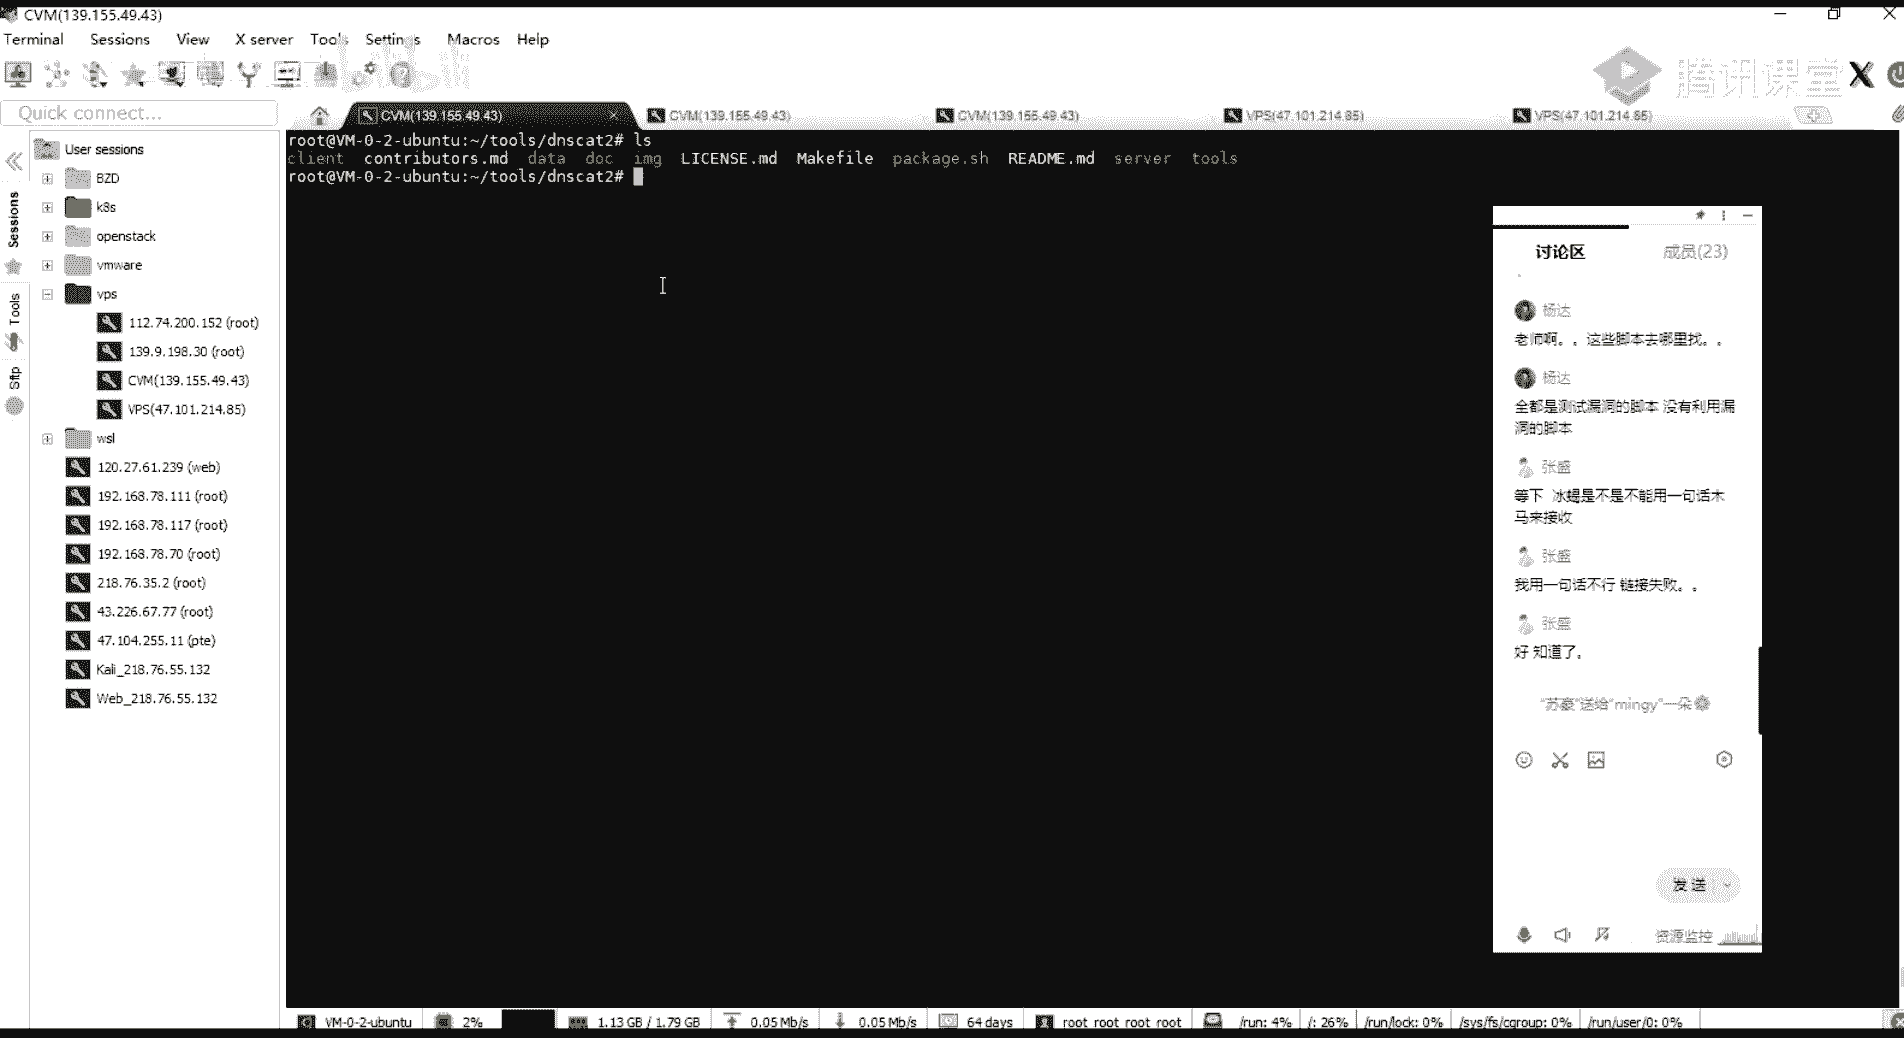 CVM(139.155.49.43)
Terminal Sessions View X server Tools Settings Macros Help
bilibili
腾讯课堂
Quick connect...
CVM(139.155.49.43)
CVM(139.155.49.43)
CVM(139.155.49.43)
VPS(47.101.214.85)
VPS(47.101.214.85)
Sessions
Tools
Sftp
User sessions
BZD
k8s
openstack
vmware
vps
112.74.200.152 (root)
139.9.198.30 (root)
CVM(139.155.49.43)
VPS(47.101.214.85)
wsl
120.27.61.239 (web)
192.168.78.111 (root)
192.168.78.117 (root)
192.168.78.70 (root)
218.76.35.2 (root)
43.226.67.77 (root)
47.104.255.11 (pte)
Kali_218.76.55.132
Web_218.76.55.132
root@VM-0-2-ubuntu:~/tools/dnscat2# ls
client contributors.md data doc img LICENSE.md Makefile package.sh README.md server tools
root@VM-0-2-ubuntu:~/tools/dnscat2#
讨论区 成员(23)
杨达
老师啊。。这些脚本去哪里找。。
杨达
全都是测试漏洞的脚本 没有利用漏
洞的脚本
张盛
等下 冰蝎是不是不能用一句话木
马来接收
张盛
我用一句话不行 链接失败。。
张盛
好 知道了。
"苏豪"送给"mingy"一朵
发送
资源监控
VM-0-2-ubuntu 2% 1.13 GB / 1.79 GB 0.05 Mb/s 0.05 Mb/s 64 days root root root root /run: 4% /: 26% /run/lock: 0% /sys/fs/cgroup: 0% /run/user/0: 0%